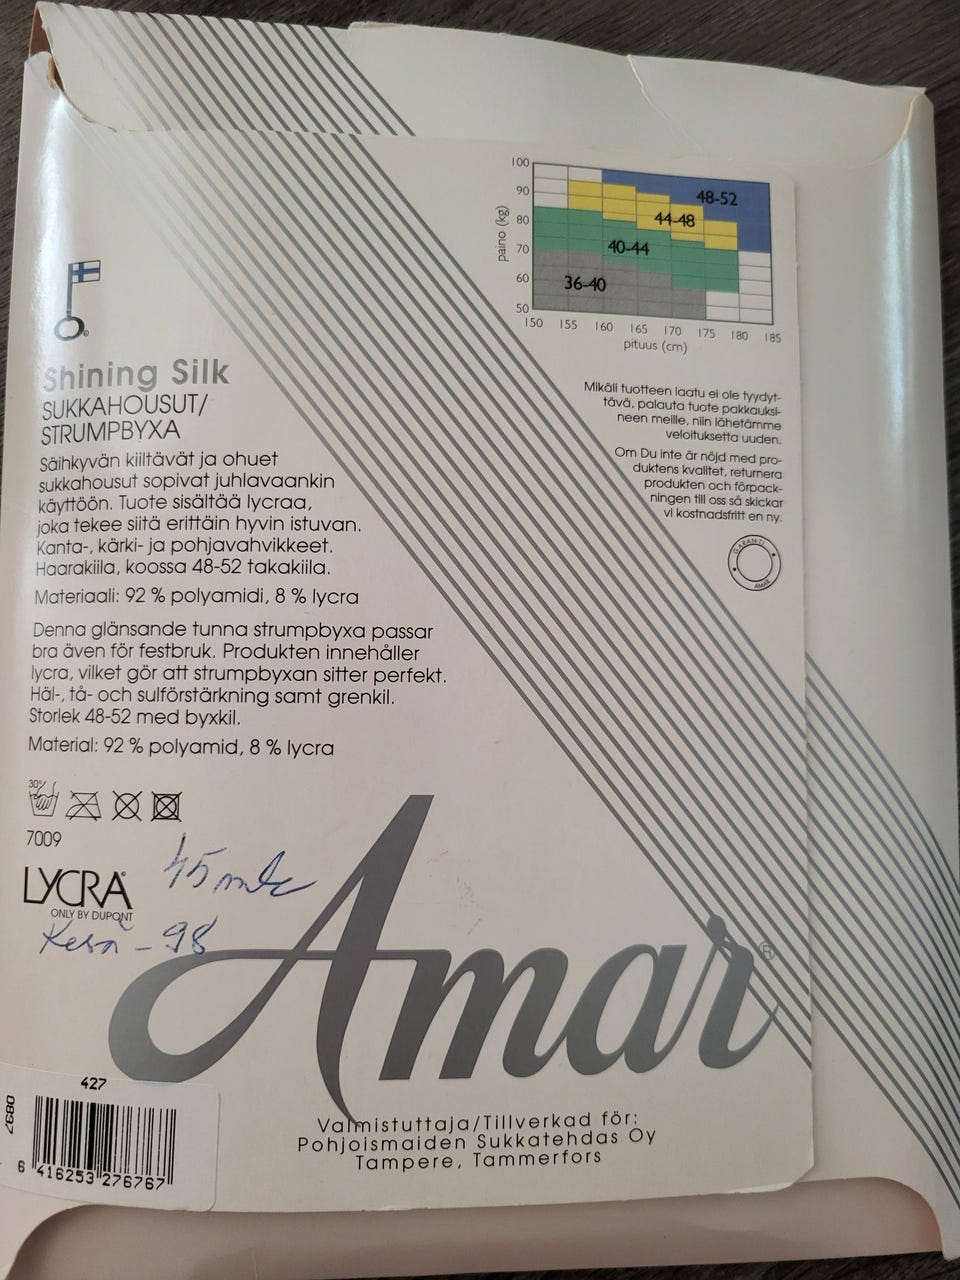 100
90
80
70
60
50
paino (kg)
48-52
44-48
40-44
36-40
150 155 160 165 170 175 180 185
pituus (cm)
Shining Silk
SUKKAHOUSUT/
STRUMPBYXA
Säihkyvän kiiltävät ja ohuet
sukkahousut sopivat juhlavaankin
käyttöön. Tuote sisältää lycraa,
joka tekee siitä erittäin hyvin istuvan.
Kanta-, kärki- ja pohjavahvikkeet.
Haarakiila, koossa 48-52 takakiila.
Materiaali: 92 % polyamidi, 8 % lycra
Denna glänsande tunna strumpbyxa passar
bra även för festbruk. Produkten innehåller
lycra, vilket gör att strumpbyxan sitter perfekt.
Häl-, tå- och sulförstärkning samt grenkil.
Storlek 48-52 med byxkil.
Material: 92 % polyamid, 8 % lycra
Mikäli tuotteen laatu ei ole tyydyt-
tävä, palauta tuote pakkauksi-
neen meille, niin lähetämme
veloituksetta uuden.
Om Du inte är nöjd med pro-
duktens kvalitet, returnera
produkten och förpack-
ningen till oss så skickar
vi kostnadsfritt en ny.
GARANTI
AMAR
30°
7009
LYCRA®
ONLY BY DUPONT
45 mk
Kesä - 98
Amar®
Valmistuttaja/Tillverkad för:
Pohjoismaiden Sukkatehdas Oy
Tampere, Tammerfors
427
0897
6 416253 276767